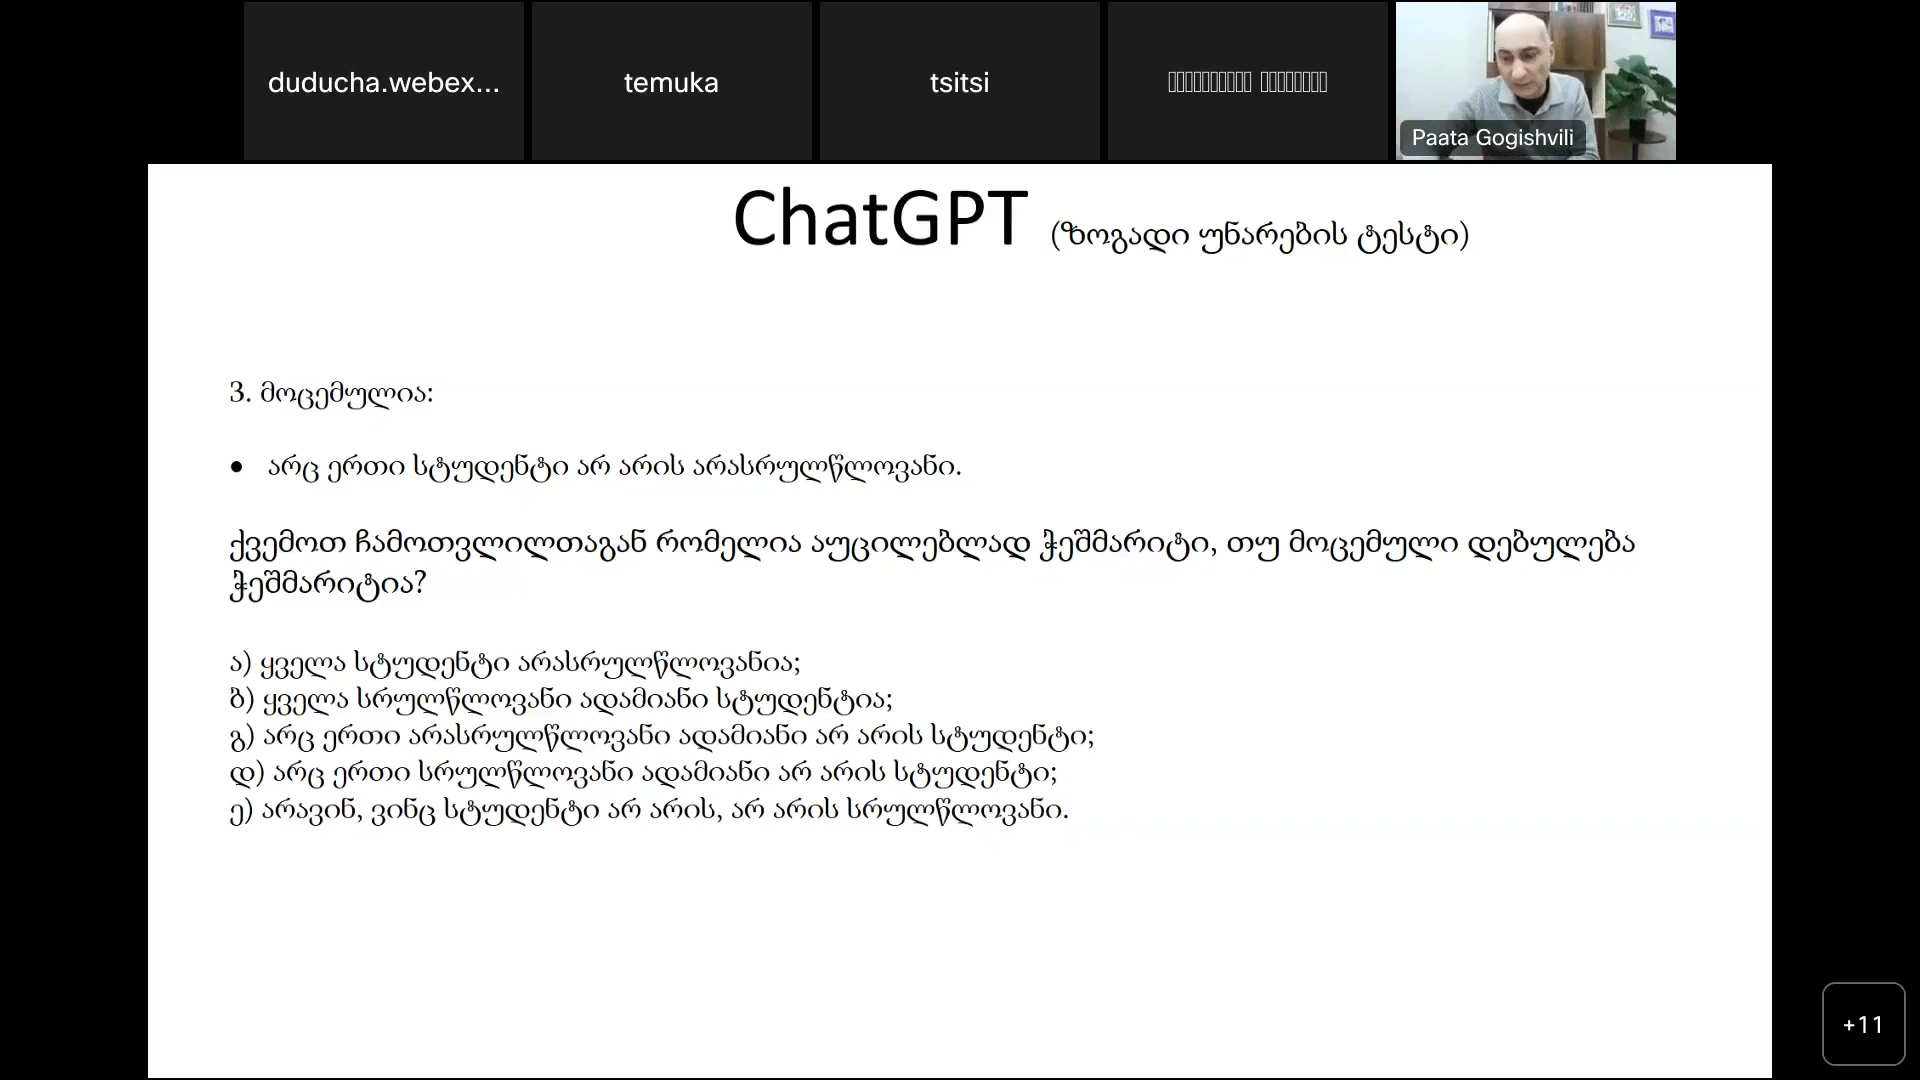 duducha.webex...
temuka
tsitsi
Paata Gogishvili
ChatGPT (ზოგადი უნარების ტესტი)
3. მოცემულია:
• არც ერთი სტუდენტი არ არის არასრულწლოვანი.
ქვემოთ ჩამოთვლილთაგან რომელია აუცილებლად ჭეშმარიტი, თუ მოცემული დებულება
ჭეშმარიტია?
ა) ყველა სტუდენტი არასრულწლოვანია;
ბ) ყველა სრულწლოვანი ადამიანი სტუდენტია;
გ) არც ერთი არასრულწლოვანი ადამიანი არ არის სტუდენტი;
დ) არც ერთი სრულწლოვანი ადამიანი არ არის სტუდენტი;
ე) არავინ, ვინც სტუდენტი არ არის, არ არის სრულწლოვანი.
+11